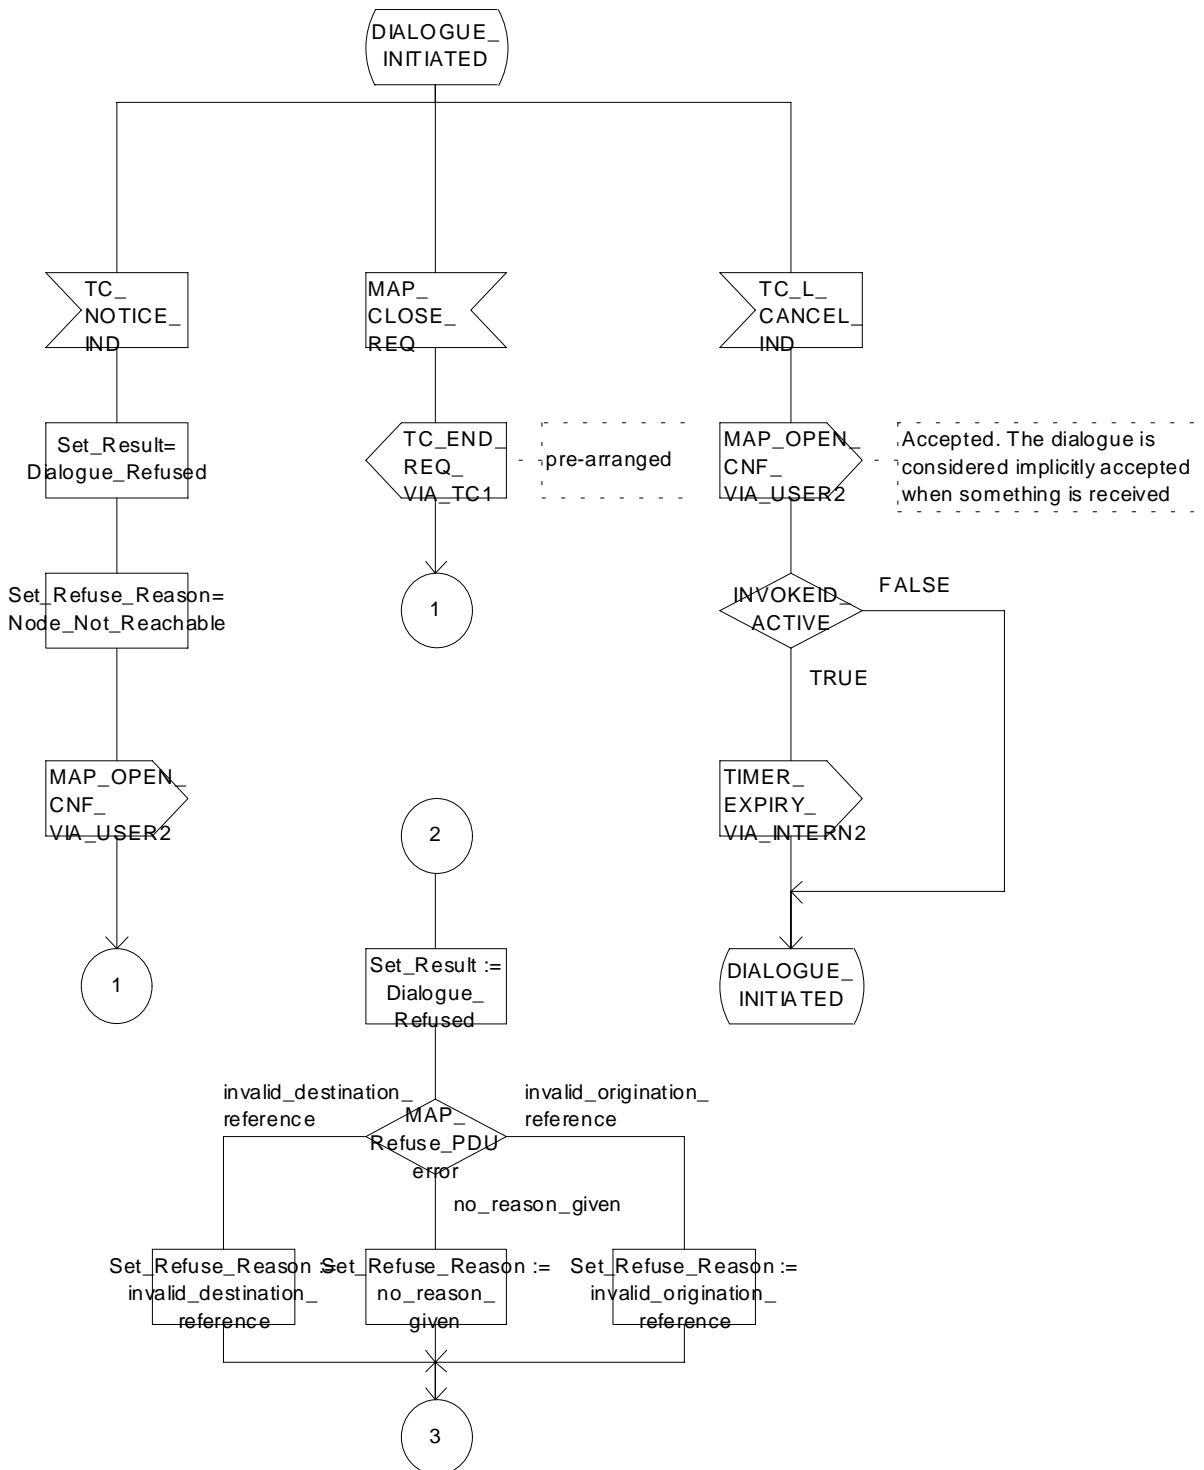 DIALOGUE_
INITIATED
TC_
NOTICE_
IND
MAP_
CLOSE_
REQ
TC_L_
CANCEL_
IND
Set_Result=
Dialogue_Refused
TC_END_
REQ_
VIA_TC1
pre-arranged
MAP_OPEN_
CNF_
VIA_USER2
Accepted. The dialogue is
considered implicitly accepted
when something is received
Set_Refuse_Reason=
Node_Not_Reachable
1
INVOKEID_
ACTIVE
FALSE
TRUE
MAP_OPEN_
CNF_
VIA_USER2
TIMER_
EXPIRY_
VIA_INTERN2
2
1
Set_Result :=
Dialogue_
Refused
DIALOGUE_
INITIATED
invalid_destination_
reference
MAP_
Refuse_PDU
error
invalid_origination_
reference
no_reason_given
Set_Refuse_Reason :=
invalid_destination_
reference
Set_Refuse_Reason :=
no_reason_
given
Set_Refuse_Reason :=
invalid_origination_
reference
3